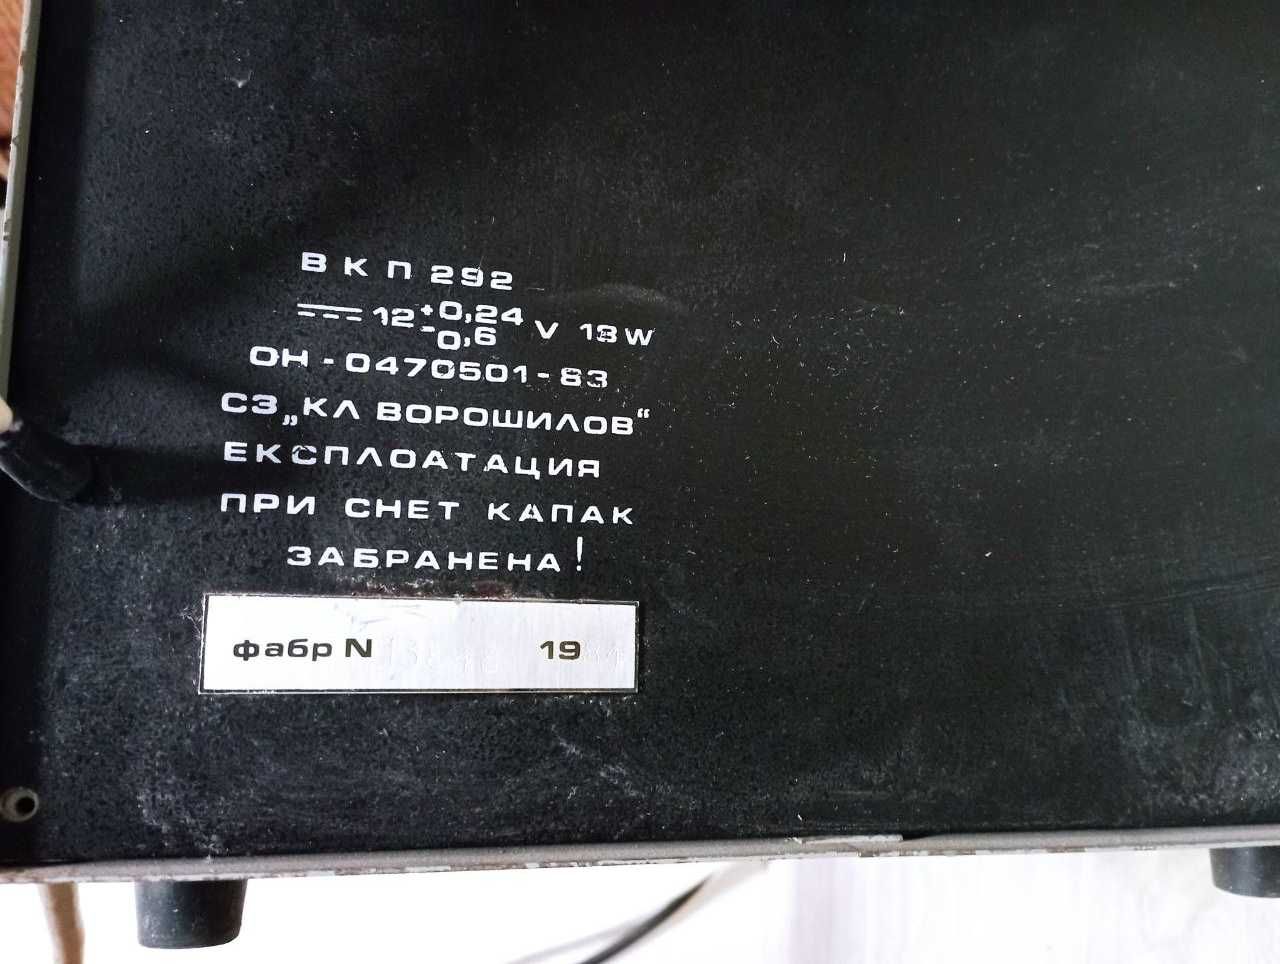 В К П 292
⎓ 12 +0,24 -0,6 V 13W
ОН-0470501-83
СЗ „КЛ ВОРОШИЛОВ“
ЕКСПЛОАТАЦИЯ
ПРИ СНЕТ КАПАК
ЗАБРАНЕНА!
фабр N 19